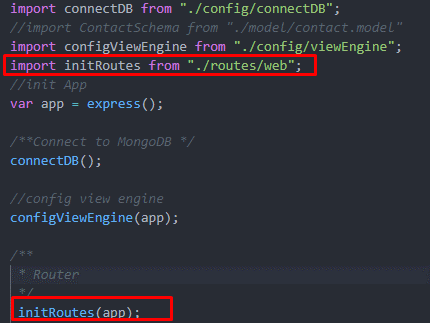 import connectDB from "./config/connectDB";
//import ContactSchema from "./model/contact.model"
import configViewEngine from "./config/viewEngine";
import initRoutes from "./routes/web";
//init App
var app = express();
/**Connect to MongoDB */
connectDB();
//config view engine
configViewEngine(app);
/**
* Router
*/
initRoutes(app);